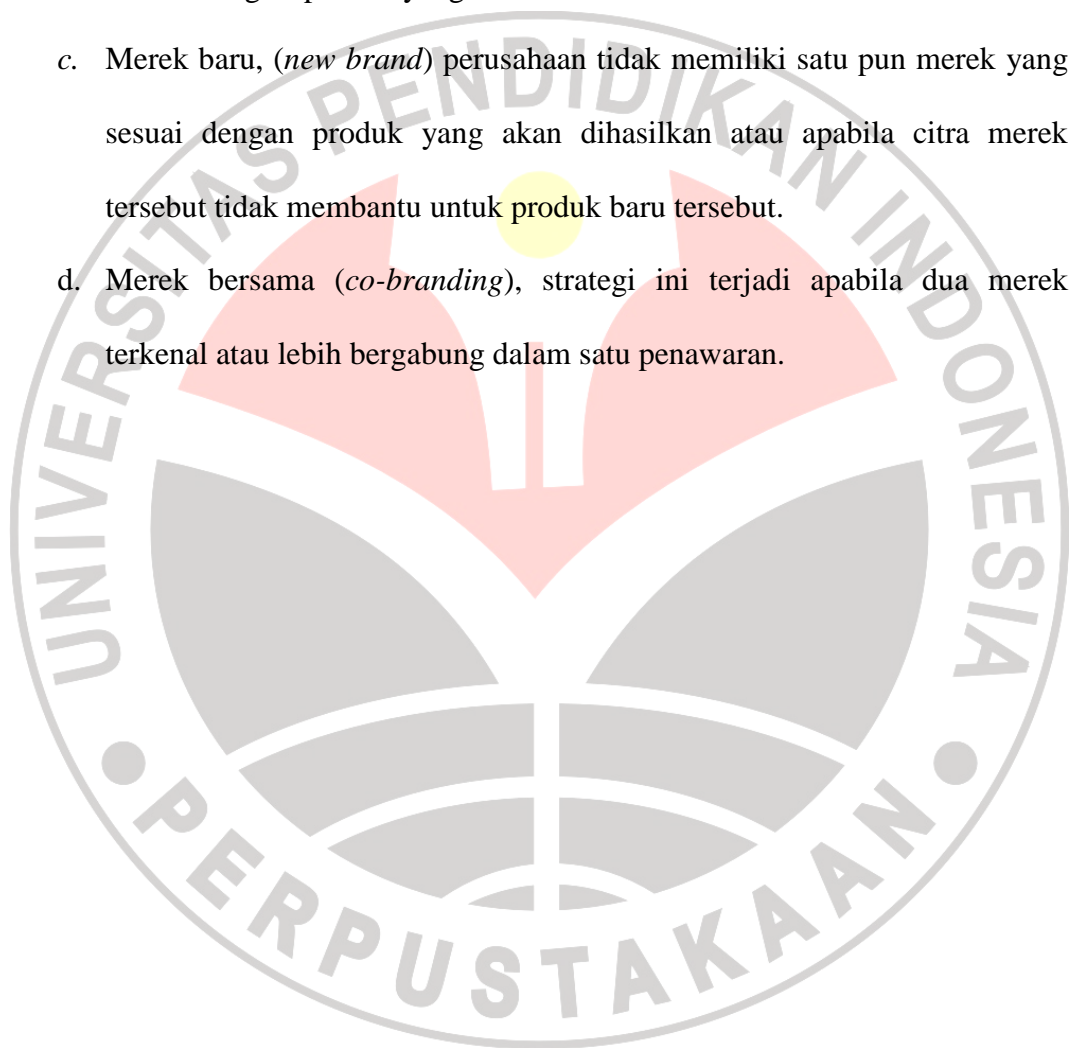 c. Merek baru, (new brand) perusahaan tidak memiliki satu pun merek yang
sesuai dengan produk yang akan dihasilkan atau apabila citra merek
tersebut tidak membantu untuk produk baru tersebut.
d. Merek bersama (co-branding), strategi ini terjadi apabila dua merek
terkenal atau lebih bergabung dalam satu penawaran.
UNIVERSITAS PENDIDIKAN INDONESIA
PERPUSTAKAAN